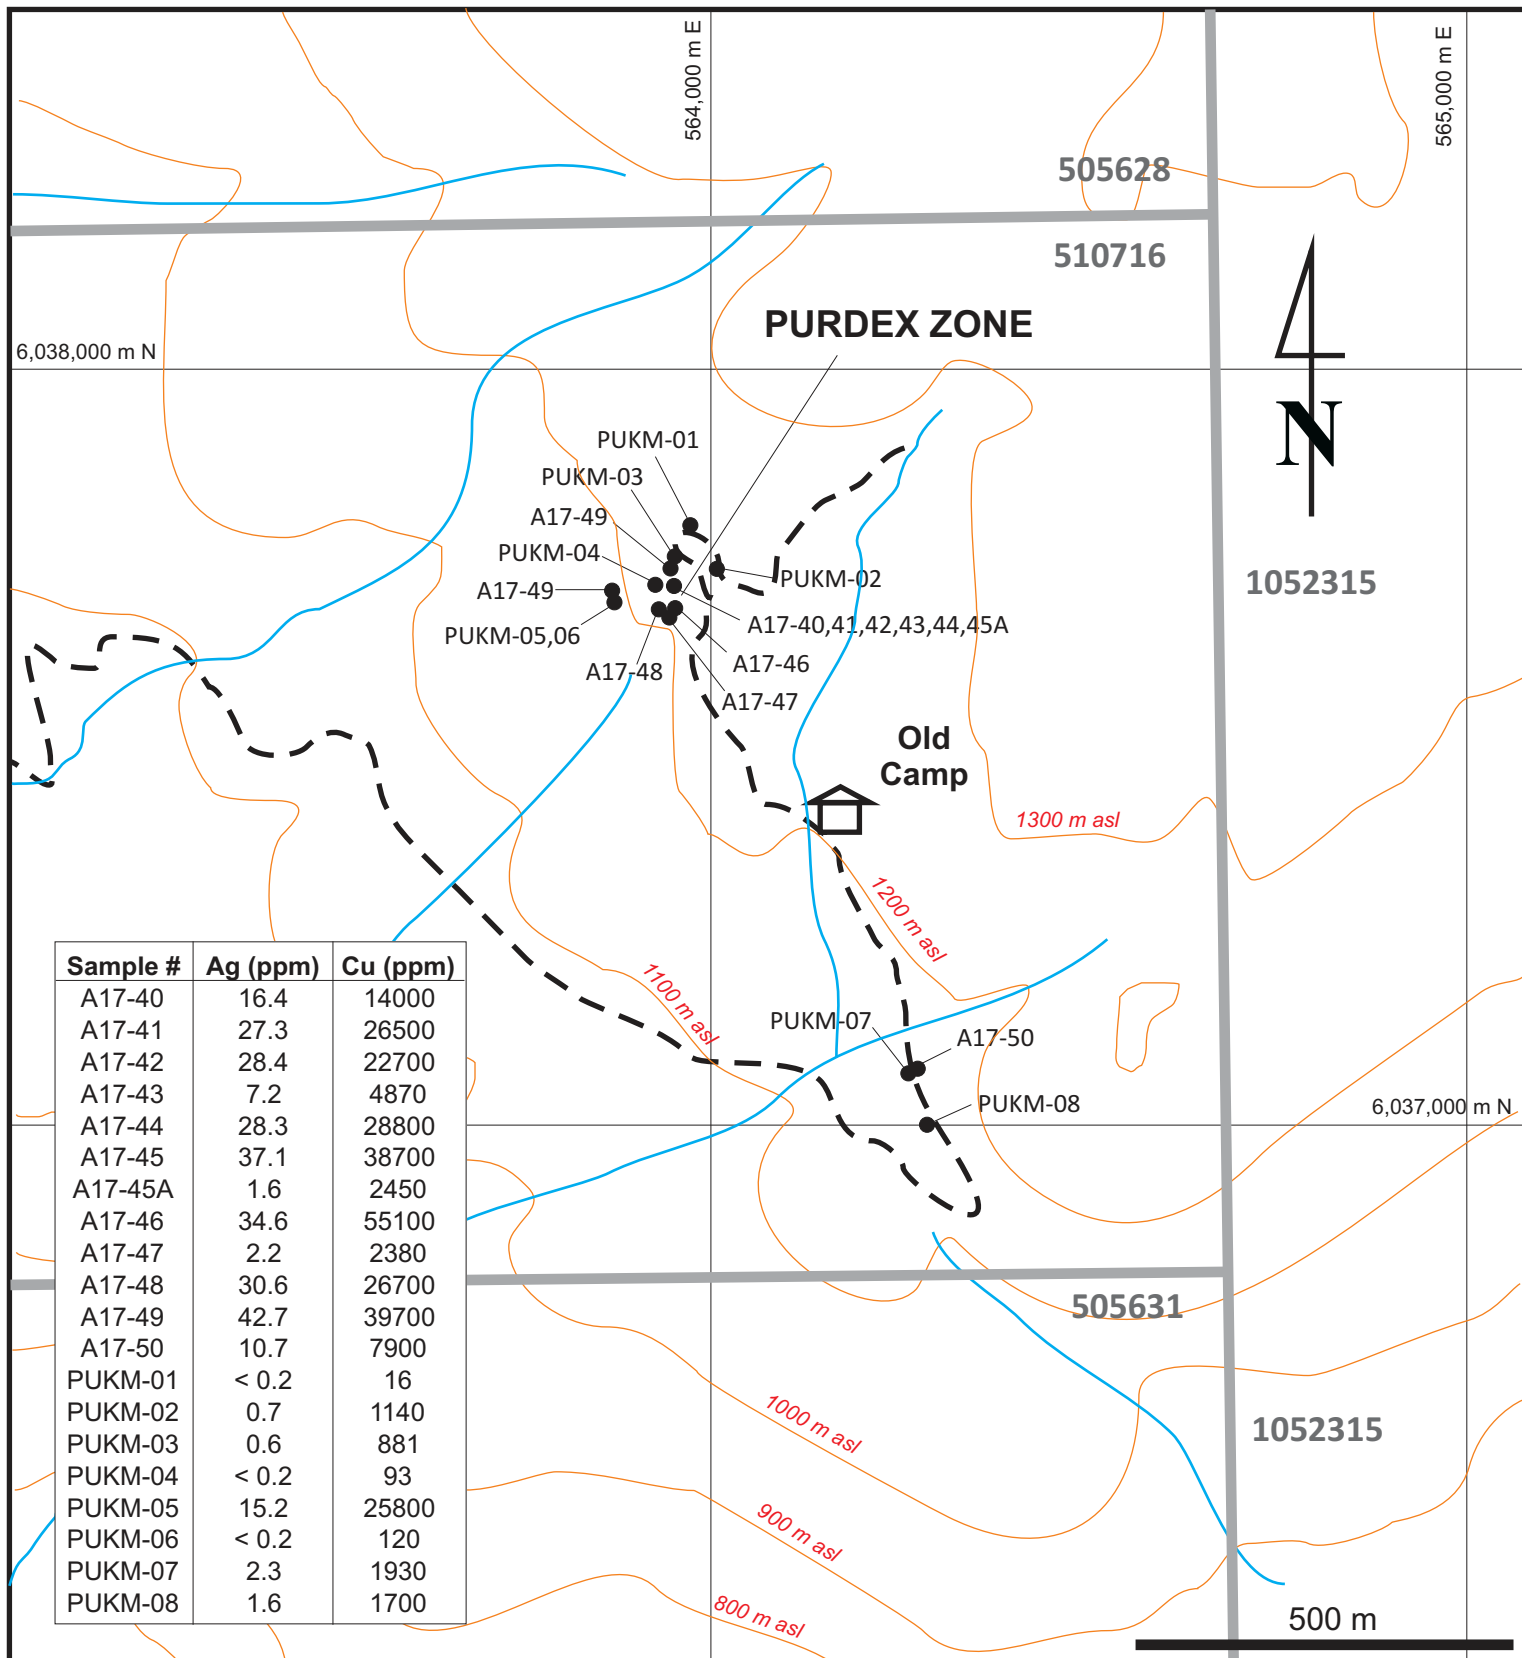 564,000 m E
565,000 m E
505628
510716
PURDEX ZONE
6,038,000 m N
N
PUKM-01
PUKM-03
A17-49
PUKM-04
A17-49
PUKM-02
1052315
PUKM-05,06
A17-40,41,42,43,44,45A
A17-48
A17-46
A17-47
Old
Camp
1300 m asl
1200 m asl
1100 m asl
PUKM-07
A17-50
PUKM-08
6,037,000 m N
Sample # Ag (ppm) Cu (ppm)
A17-40 16.4 14000
A17-41 27.3 26500
A17-42 28.4 22700
A17-43 7.2 4870
A17-44 28.3 28800
A17-45 37.1 38700
A17-45A 1.6 2450
A17-46 34.6 55100
A17-47 2.2 2380
A17-48 30.6 26700
A17-49 42.7 39700
A17-50 10.7 7900
PUKM-01 < 0.2 16
PUKM-02 0.7 1140
PUKM-03 0.6 881
PUKM-04 < 0.2 93
PUKM-05 15.2 25800
PUKM-06 < 0.2 120
PUKM-07 2.3 1930
PUKM-08 1.6 1700
505631
1000 m asl
1052315
900 m asl
800 m asl
500 m